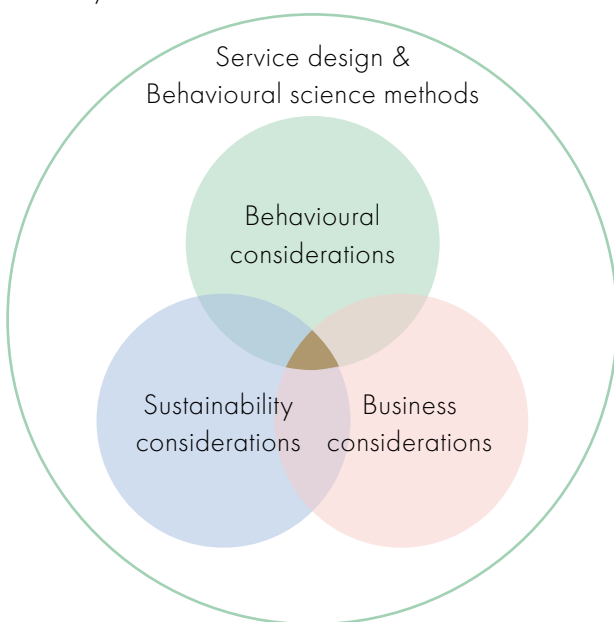 Service design &
Behavioural science methods
Behavioural
considerations
Sustainability
considerations
Business
considerations